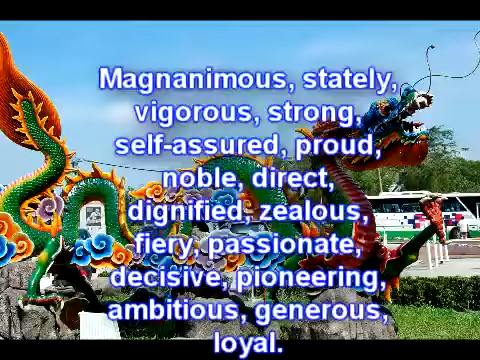 Magnanimous, stately,
vigorous, strong,
self-assured, proud,
noble, direct,
dignified, zealous,
fiery, passionate,
decisive, pioneering,
ambitious, generous,
loyal.